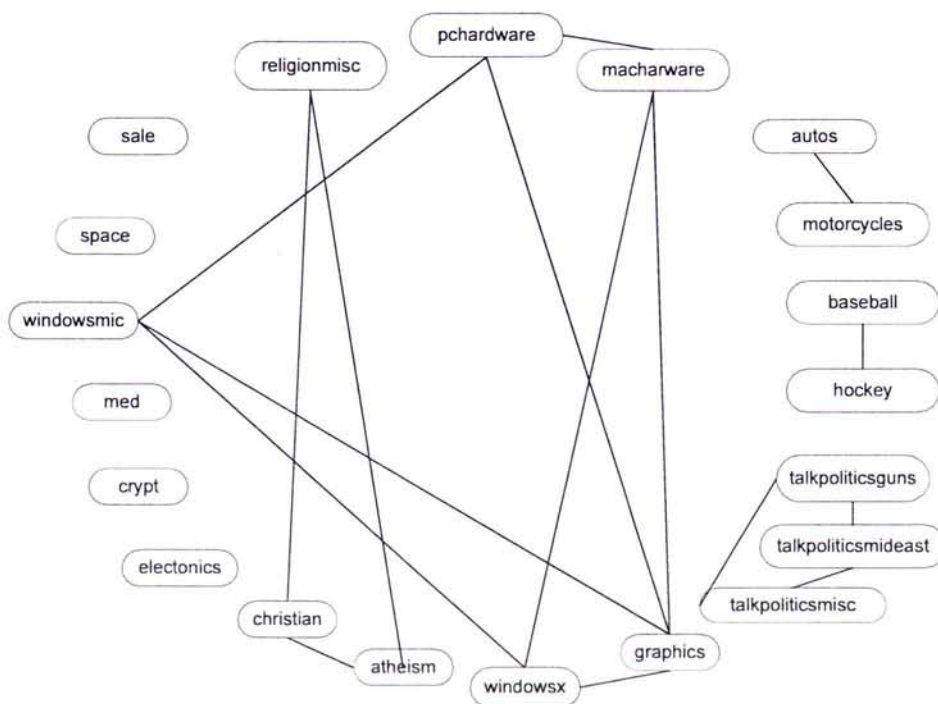 pchardware
religionmisc
macharware
sale
autos
space
motorcycles
windowsmic
baseball
med
hockey
crypt
talkpoliticsguns
talkpoliticsmideast
electonics
talkpoliticsmisc
christian
graphics
atheism
windowsx